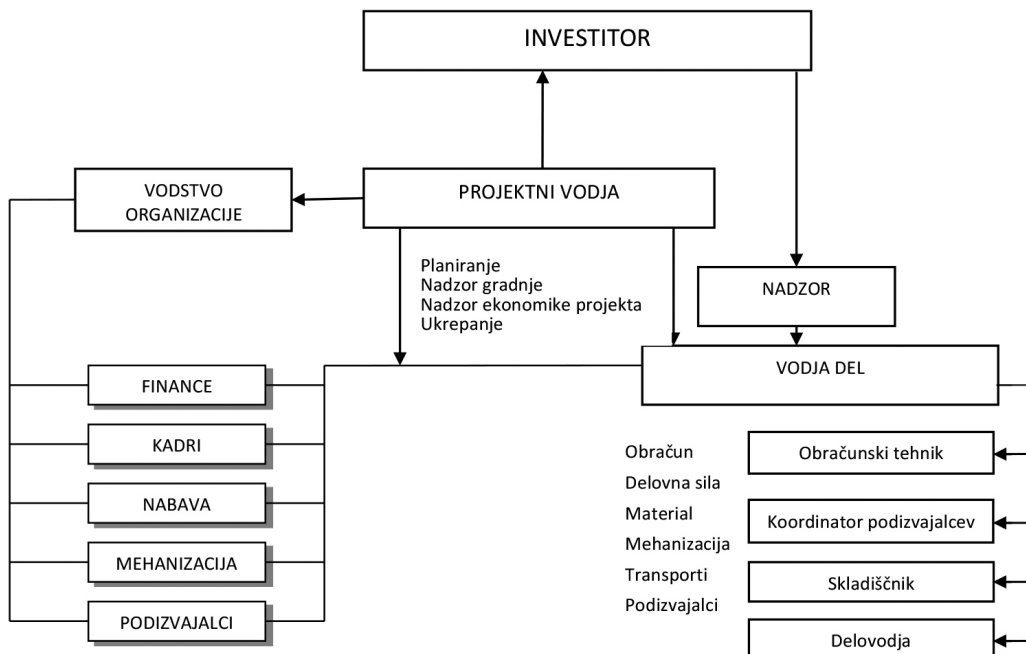 INVESTITOR
VODSTVO
ORGANIZACIJE
PROJEKTNI VODJA
Planiranje
Nadzor gradnje
Nadzor ekonomike projekta
Ukrepanje
NADZOR
VODJA DEL
FINANCE
KADRI
NABAVA
MEHANIZACIJA
PODIZVAJALCI
Obračun
Delovna sila
Material
Mehanizacija
Transporti
Podizvajalci
Obračunski tehnik
Koordinator podizvajalcev
Skladiščnik
Delovodja